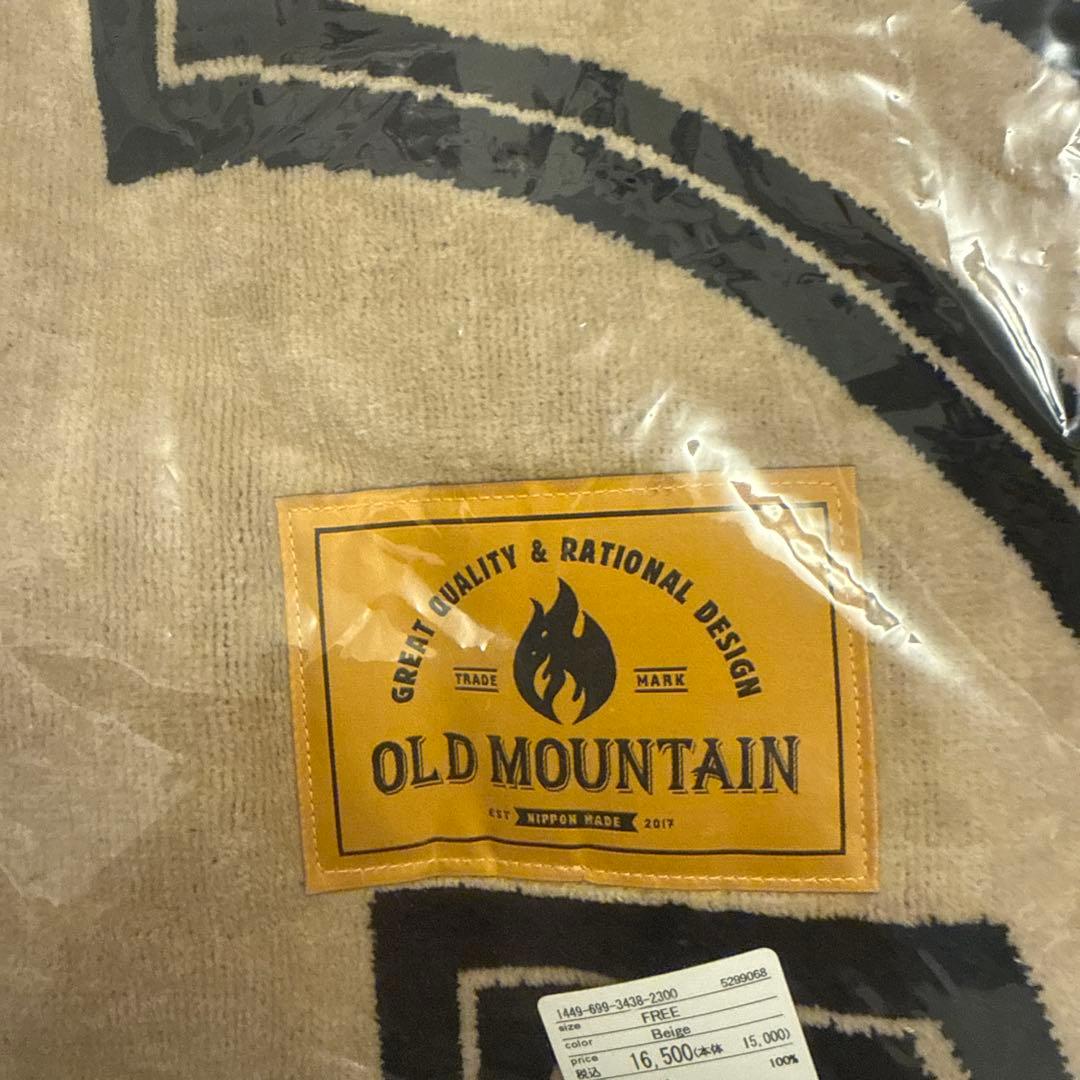 GREAT QUALITY & RATIONAL DESIGN
TRADE MARK
OLD MOUNTAIN
EST NIPPON MADE 2017
1449-699-3438-2300 5299068
size FREE
color Beige
price 税込 16,500(本体 15,000)
100%